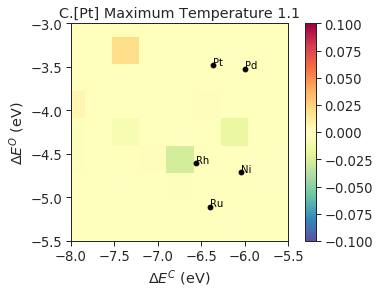 C.[Pt] Maximum Temperature 1.1
−3.0
−3.5
−4.0
−4.5
−5.0
−5.5
ΔE^O (eV)
Pt
Pd
Rh
Ni
Ru
−8.0 −7.5 −7.0 −6.5 −6.0 −5.5
ΔE^C (eV)
0.100
0.075
0.050
0.025
0.000
−0.025
−0.050
−0.075
−0.100